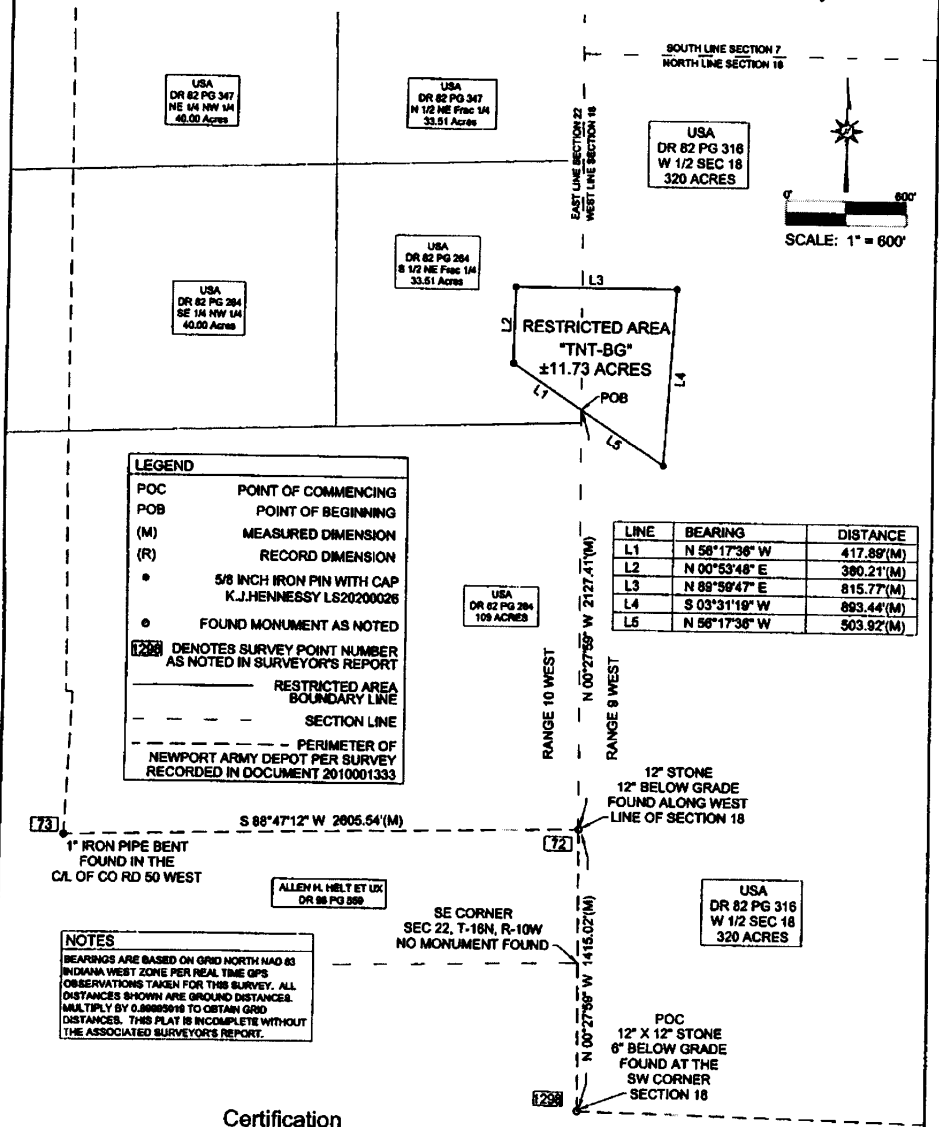 SOUTH LINE SECTION 7
NORTH LINE SECTION 18
USA
DR 82 PG 347
NE 1/4 NW 1/4
40.00 Acres
USA
DR 82 PG 347
N 1/2 NE Frac 1/4
33.51 Acres
EAST LINE SECTION 22
WEST LINE SECTION 18
USA
DR 82 PG 316
W 1/2 SEC 18
320 ACRES
0' 600'
SCALE: 1" = 600'
USA
DR 82 PG 264
S 1/2 NE Frac 1/4
33.51 Acres
USA
DR 82 PG 264
SE 1/4 NW 1/4
40.00 Acres
L3
L2
RESTRICTED AREA
"TNT-BG"
±11.73 ACRES
L4
L1
POB
L5
LEGEND
POC POINT OF COMMENCING
POB POINT OF BEGINNING
(M) MEASURED DIMENSION
(R) RECORD DIMENSION
5/8 INCH IRON PIN WITH CAP
K.J.HENNESSY LS20200026
FOUND MONUMENT AS NOTED
1298 DENOTES SURVEY POINT NUMBER
AS NOTED IN SURVEYOR'S REPORT
RESTRICTED AREA
BOUNDARY LINE
SECTION LINE
PERIMETER OF
NEWPORT ARMY DEPOT PER SURVEY
RECORDED IN DOCUMENT 2010001333
LINE BEARING DISTANCE
L1 N 56°17'36" W 417.89'(M)
L2 N 00°53'48" E 380.21'(M)
L3 N 89°59'47" E 815.77'(M)
L4 S 03°31'19" W 893.44'(M)
L5 N 56°17'36" W 503.92'(M)
USA
DR 82 PG 264
109 ACRES
N 00°27'59" W 2127.41'(M)
RANGE 10 WEST
RANGE 9 WEST
12" STONE
12" BELOW GRADE
FOUND ALONG WEST
LINE OF SECTION 18
73
S 88°47'12" W 2605.54'(M)
72
1" IRON PIPE BENT
FOUND IN THE
C/L OF CO RD 50 WEST
ALLEN H. HELT ET UX
DR 98 PG 859
SE CORNER
SEC 22, T-16N, R-10W
NO MONUMENT FOUND
USA
DR 82 PG 316
W 1/2 SEC 18
320 ACRES
N 00°27'59" W 1415.02'(M)
NOTES
BEARINGS ARE BASED ON GRID NORTH NAD 83
INDIANA WEST ZONE PER REAL TIME GPS
OBSERVATIONS TAKEN FOR THIS SURVEY. ALL
DISTANCES SHOWN ARE GROUND DISTANCES.
MULTIPLY BY TO OBTAIN GRID
DISTANCES. THIS PLAT IS INCOMPLETE WITHOUT
THE ASSOCIATED SURVEYOR'S REPORT.
POC
12" X 12" STONE
6" BELOW GRADE
FOUND AT THE
SW CORNER
SECTION 18
1298
Certification